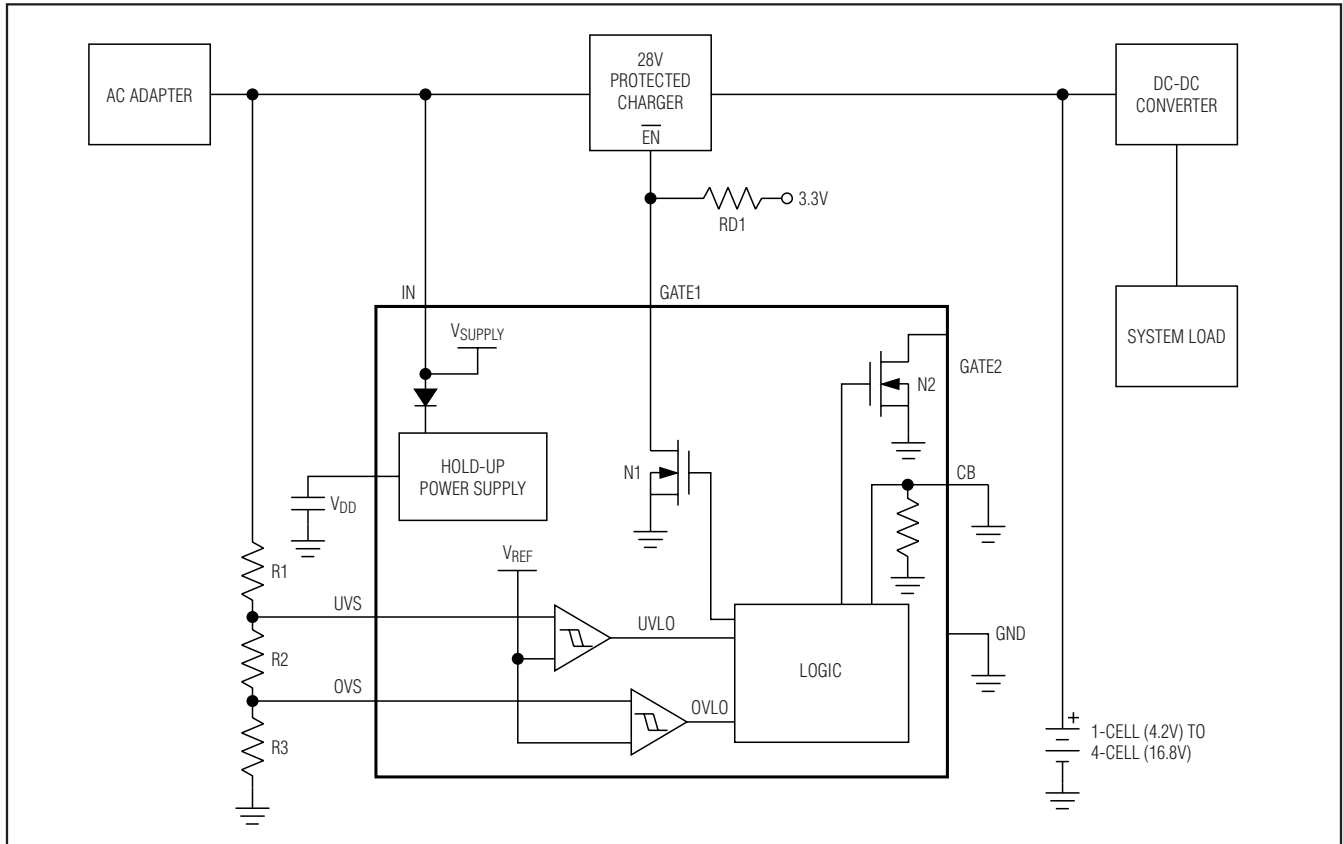 AC ADAPTER
28V
PROTECTED
CHARGER
EN
DC-DC
CONVERTER
3.3V
RD1
IN
GATE1
VSUPPLY
GATE2
SYSTEM LOAD
N2
HOLD-UP
POWER SUPPLY
N1
CB
VDD
VREF
R1
UVS
UVLO
GND
R2
LOGIC
OVS
OVLO
R3
+
1-CELL (4.2V) TO
4-CELL (16.8V)